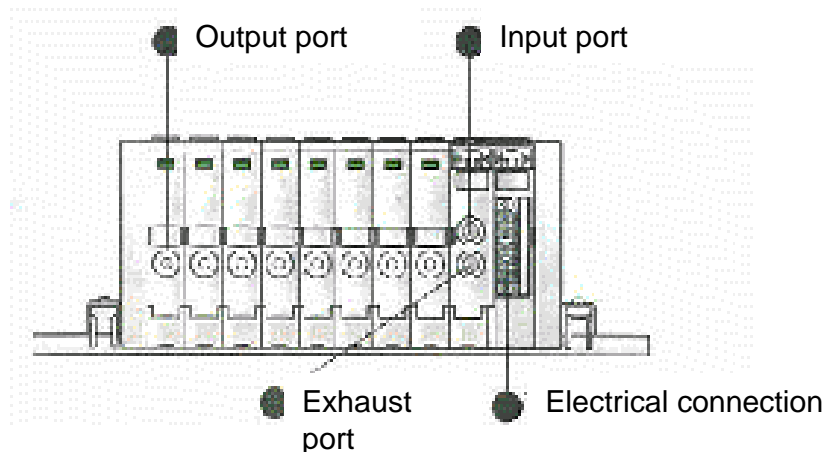 Output port
Input port
Exhaust
port
Electrical connection